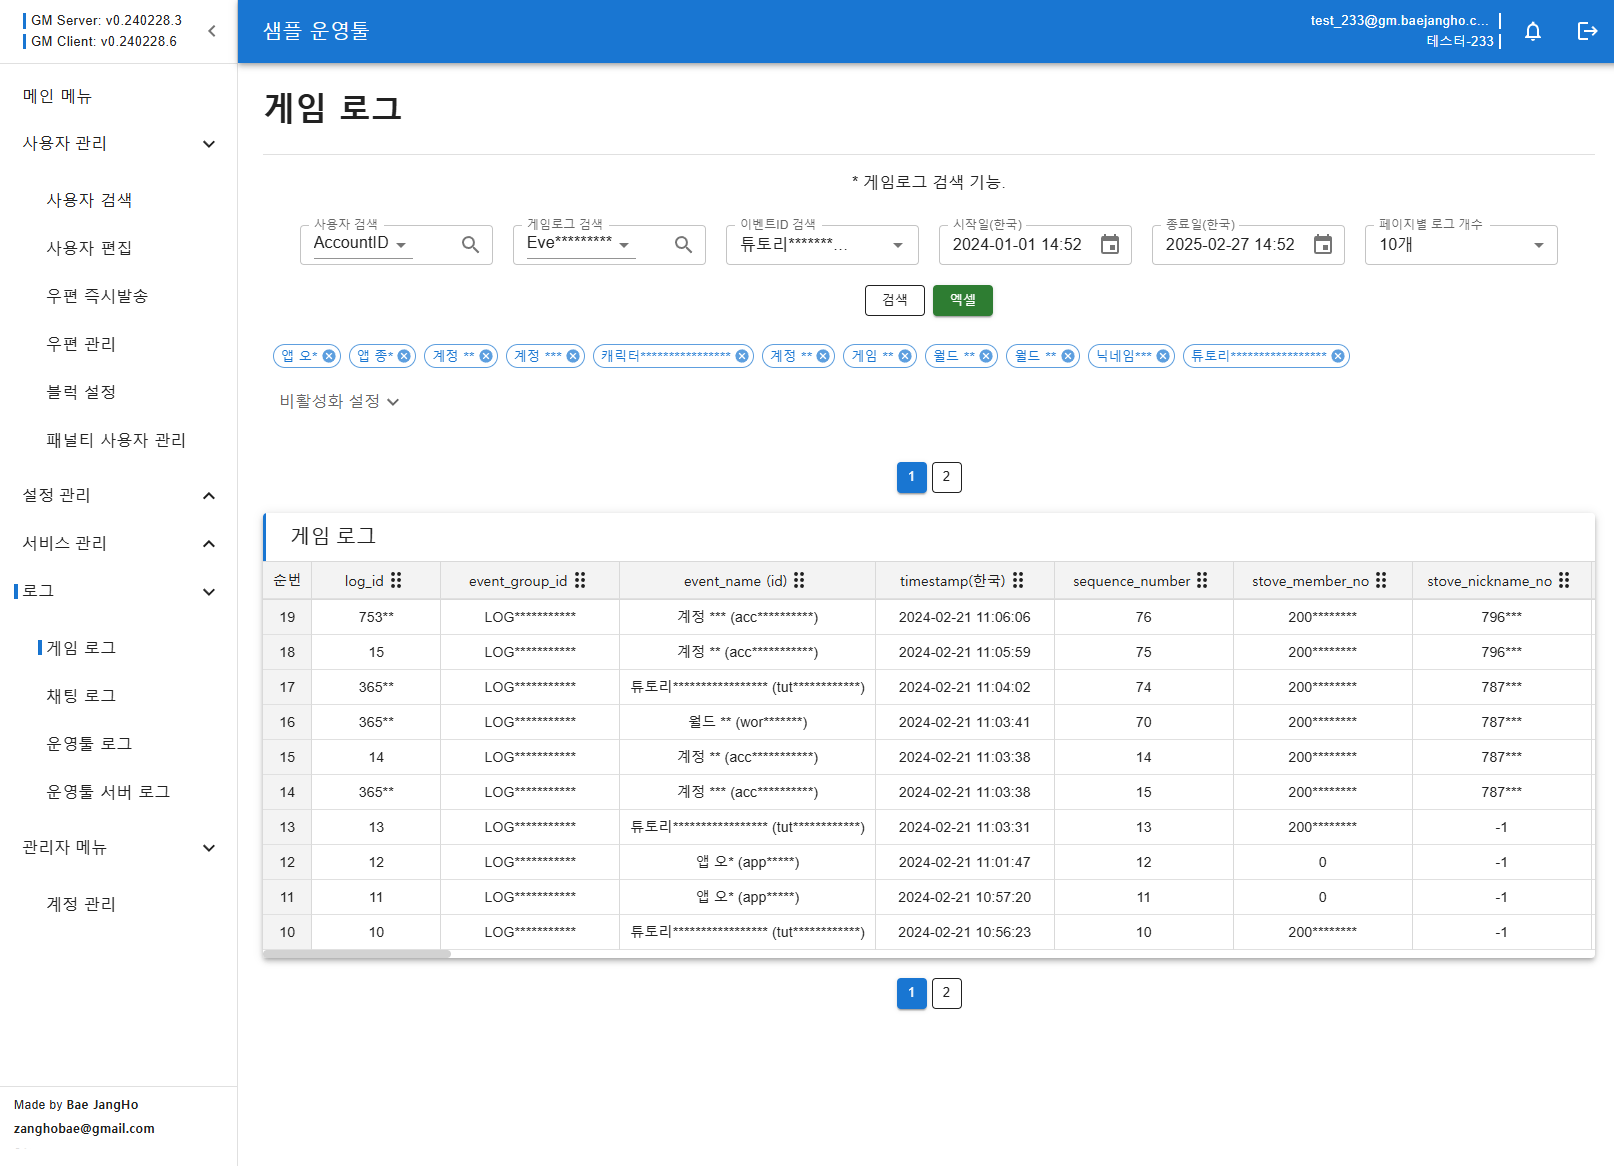 GM Server: v0.240228.3
GM Client: v0.240228.6
샘플 운영툴
test_233@gm.baejangho.c...
테스터-233
메인 메뉴
사용자 관리
사용자 검색
사용자 편집
우편 즉시발송
우편 관리
블럭 설정
패널티 사용자 관리
설정 관리
서비스 관리
로그
게임 로그
채팅 로그
운영툴 로그
운영툴 서버 로그
관리자 메뉴
계정 관리
Made by Bae JangHo
zanghobae@gmail.com
게임 로그
* 게임로그 검색 기능.
사용자 검색 게임로그 검색 이벤트ID 검색 시작일(한국) 종료일(한국) 페이지별 로그 개수
AccountID Eve********* 튜토리*******... 2024-01-01 14:52 2025-02-27 14:52 10개
검색 엑셀
앱 오* 앱 종* 계정 ** 계정 *** 캐릭터**************** 계정 ** 게임 ** 월드 ** 월드 ** 닉네임*** 튜토리*****************
비활성화 설정
1 2
게임 로그
순번 log_id event_group_id event_name (id) timestamp(한국) sequence_number stove_member_no stove_nickname_no
19 753** LOG*********** 계정 *** (acc**********) 2024-02-21 11:06:06 76 200******** 796***
18 15 LOG*********** 계정 ** (acc***********) 2024-02-21 11:05:59 75 200******** 796***
17 365** LOG*********** 튜토리***************** (tut************) 2024-02-21 11:04:02 74 200******** 787***
16 365** LOG*********** 월드 ** (wor*******) 2024-02-21 11:03:41 70 200******** 787***
15 14 LOG*********** 계정 ** (acc***********) 2024-02-21 11:03:38 14 200******** 787***
14 365** LOG*********** 계정 *** (acc**********) 2024-02-21 11:03:38 15 200******** 787***
13 13 LOG*********** 튜토리***************** (tut************) 2024-02-21 11:03:31 13 200******** -1
12 12 LOG*********** 앱 오* (app*****) 2024-02-21 11:01:47 12 0 -1
11 11 LOG*********** 앱 오* (app*****) 2024-02-21 10:57:20 11 0 -1
10 10 LOG*********** 튜토리***************** (tut************) 2024-02-21 10:56:23 10 200******** -1
1 2